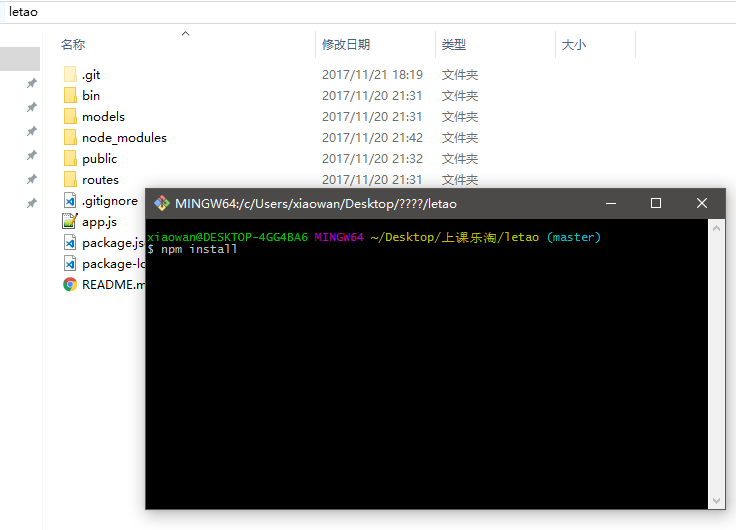 letao
名称 修改日期 类型 大小
.git 2017/11/21 18:19 文件夹
bin 2017/11/20 21:31 文件夹
models 2017/11/20 21:31 文件夹
node_modules 2017/11/20 21:42 文件夹
public 2017/11/20 21:32 文件夹
routes 2017/11/20 21:31 文件夹
.gitignore
app.js
package.js
package-lo
README.m
MINGW64:/c/Users/xiaowan/Desktop/????/letao
xiaowan@DESKTOP-4GG4BA6 MINGW64 ~/Desktop/上课乐淘/letao (master)
$ npm install